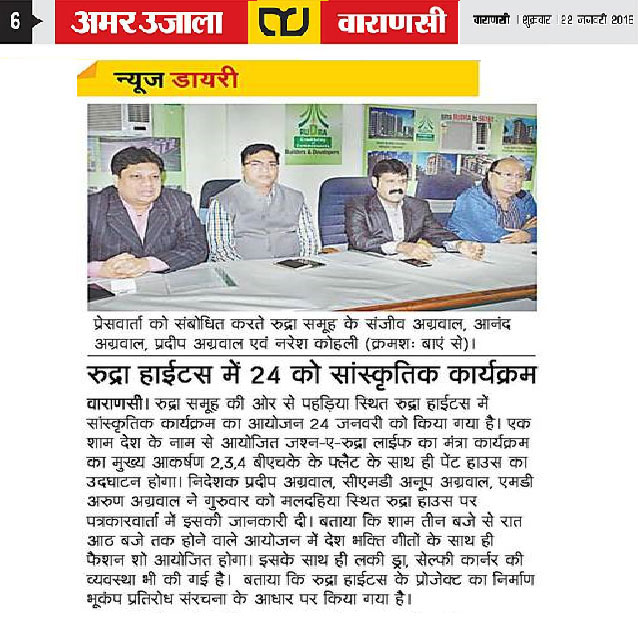 6 अमर उजाला वाराणसी वाराणसी । शुक्रवार । 22 जनवरी 2016
न्यूज डायरी
RUDRA
Builders & Developers
प्रेसवार्ता को संबोधित करते रुद्रा समूह के संजीव अग्रवाल, आनंद
अग्रवाल, प्रदीप अग्रवाल एवं नरेश कोहली (क्रमशः बाएं से)।
रुद्रा हाईटस में 24 को सांस्कृतिक कार्यक्रम
वाराणसी। रुद्रा समूह की ओर से पहड़िया स्थित रुद्रा हाईटस में
सांस्कृतिक कार्यक्रम का आयोजन 24 जनवरी को किया गया है। एक
शाम देश के नाम से आयोजित जश्न-ए-रुद्रा लाईफ का मंत्रा कार्यक्रम
का मुख्य आकर्षण 2,3,4 बीएचके के फ्लैट के साथ ही पेंट हाउस का
उदघाटन होगा। निदेशक प्रदीप अग्रवाल, सीएमडी अनूप अग्रवाल, एमडी
अरुण अग्रवाल ने गुरुवार को मलदहिया स्थित रुद्रा हाउस पर
पत्रकारवार्ता में इसकी जानकारी दी। बताया कि शाम तीन बजे से रात
आठ बजे तक होने वाले आयोजन में देश भक्ति गीतों के साथ ही
फैशन शो आयोजित होगा। इसके साथ ही लकी ड्रा, सेल्फी कार्नर की
व्यवस्था भी की गई है। बताया कि रुद्रा हाईटस के प्रोजेक्ट का निर्माण
भूकंप प्रतिरोध संरचना के आधार पर किया गया है।